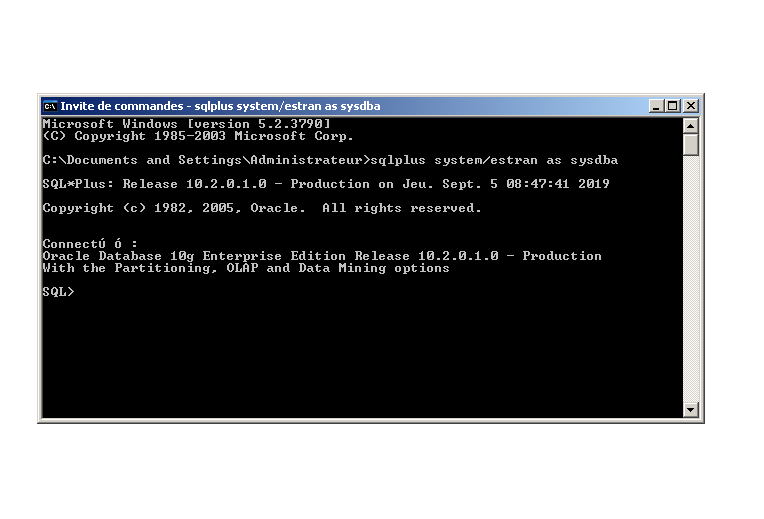 Invite de commandes - sqlplus system/estran as sysdba
Microsoft Windows [version 5.2.3790]
(C) Copyright 1985-2003 Microsoft Corp.
C:\Documents and Settings\Administrateur>sqlplus system/estran as sysdba
SQL*Plus: Release 10.2.0.1.0 - Production on Jeu. Sept. 5 08:47:41 2019
Copyright (c) 1982, 2005, Oracle.  All rights reserved.
Connectú ó :
Oracle Database 10g Enterprise Edition Release 10.2.0.1.0 - Production
With the Partitioning, OLAP and Data Mining options
SQL>